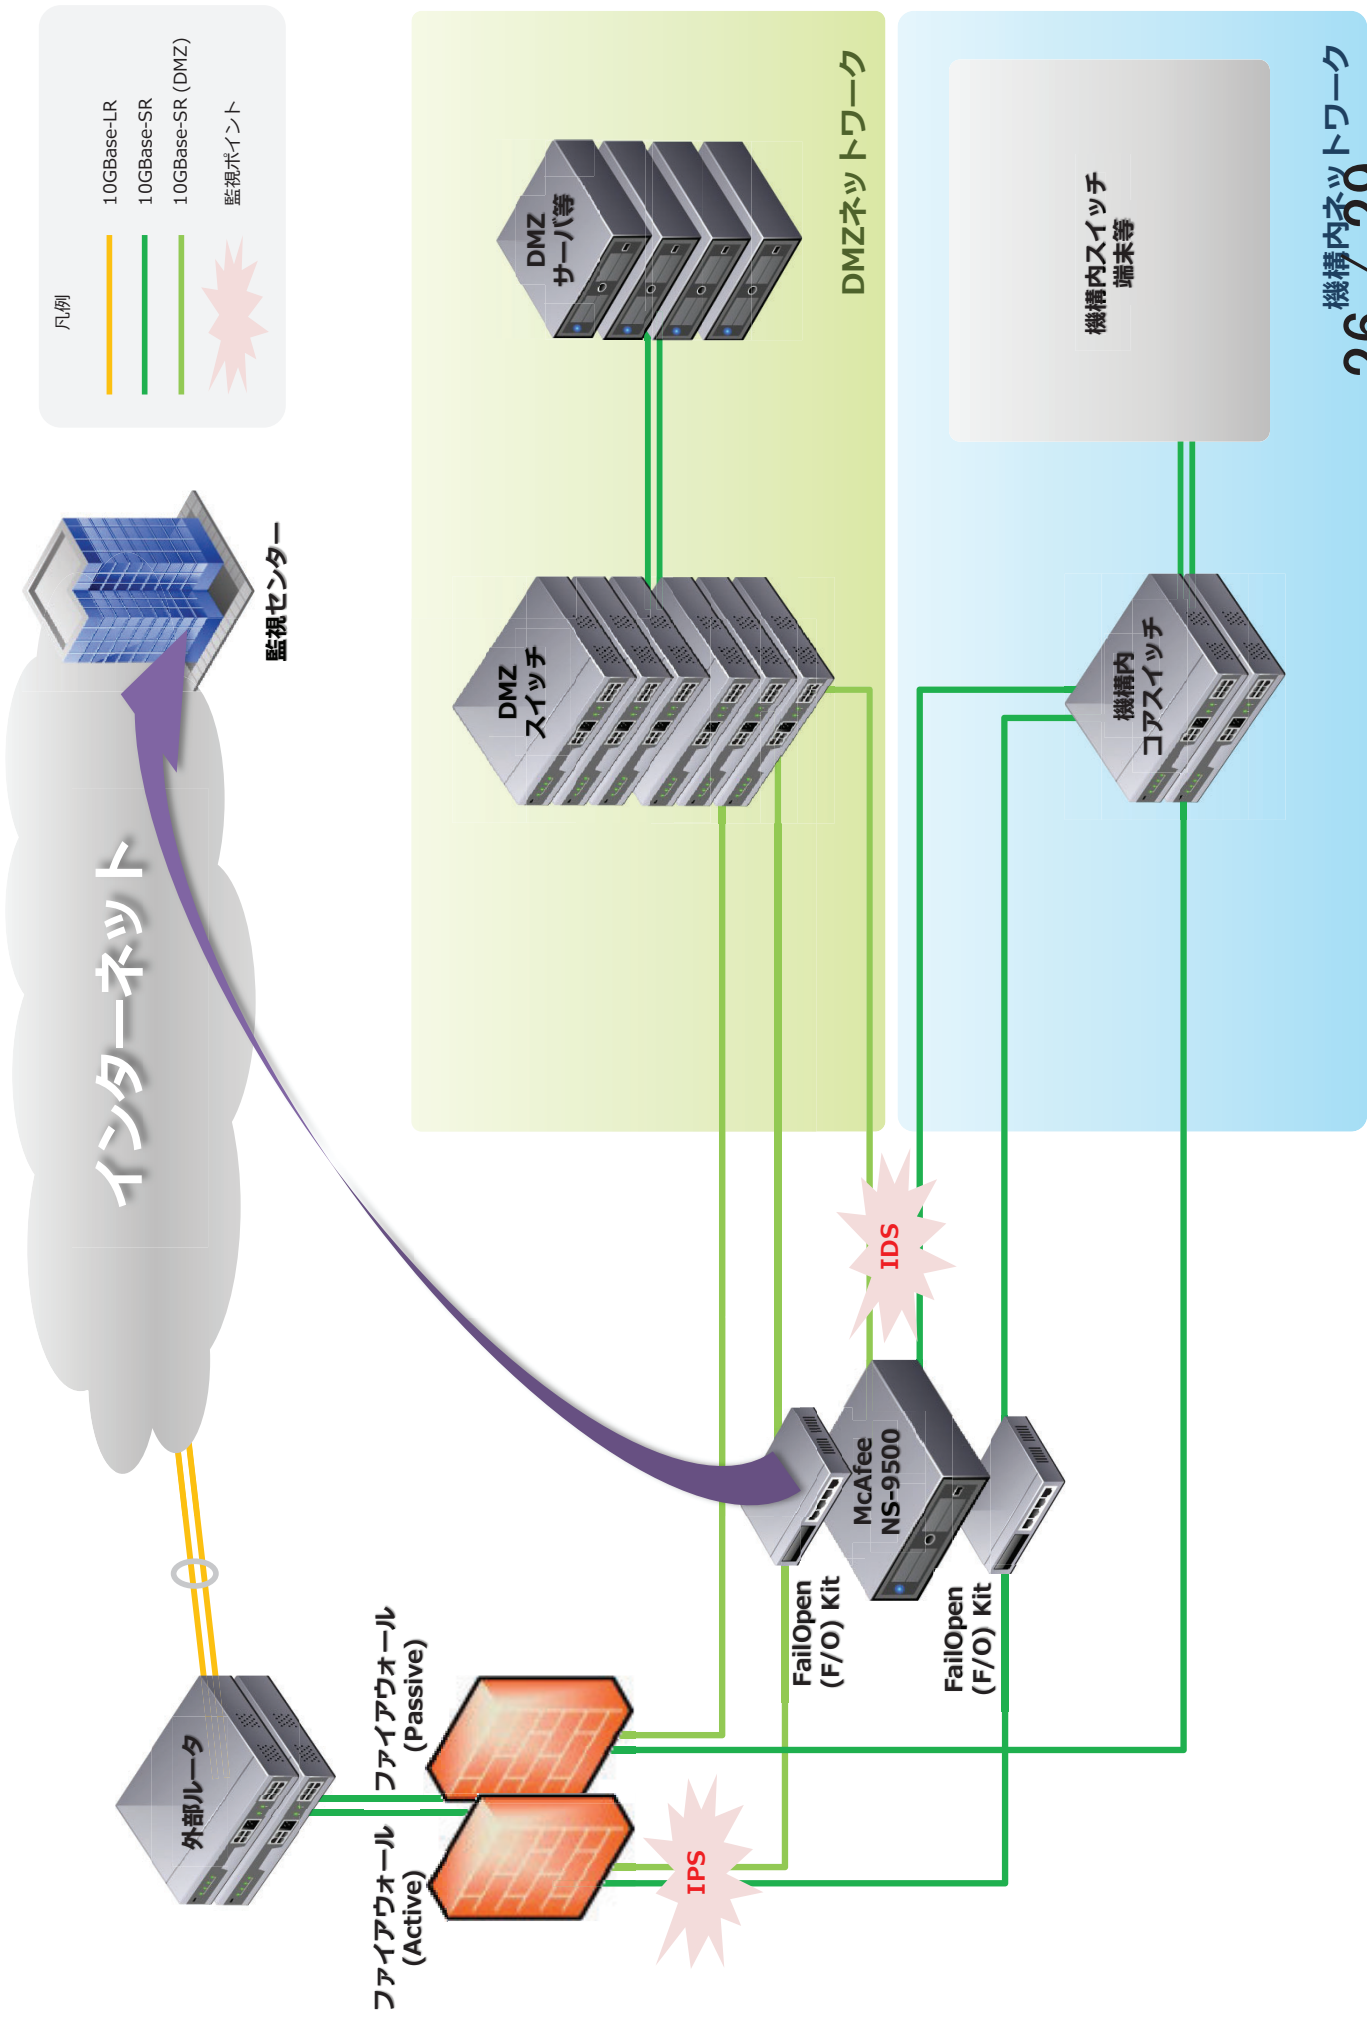 凡例
10GBase-LR
10GBase-SR
10GBase-SR (DMZ)
監視ポイント
インターネット
監視センター
外部ルータ
ファイアウォール
(Active)
ファイアウォール
(Passive)
IPS
FailOpen
(F/O) Kit
McAfee
NS-9500
FailOpen
(F/O) Kit
IDS
DMZ
スイッチ
DMZ
サーバ等
DMZネットワーク
機構内
コアスイッチ
機構内スイッチ
端末等
機構内ネットワーク